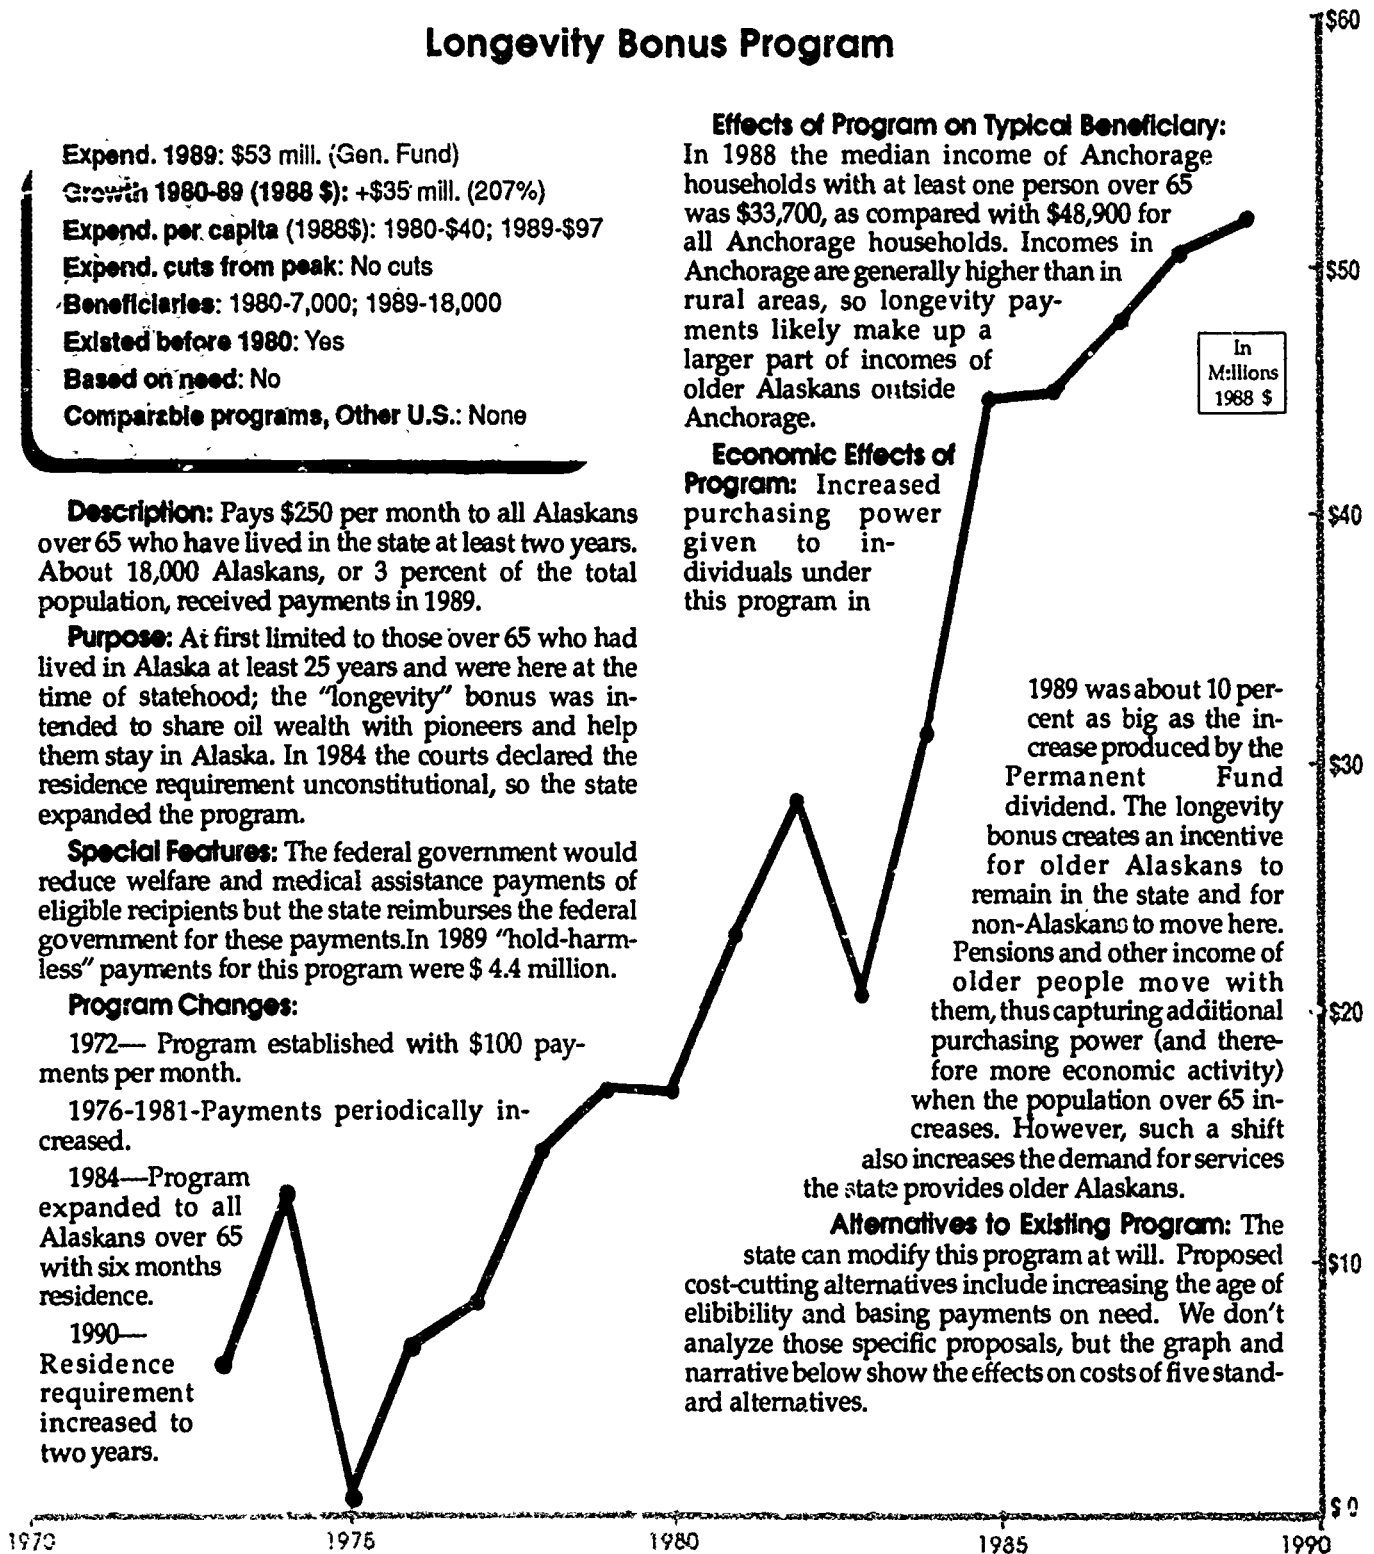 Longevity Bonus Program
Expend. 1989: $53 mill. (Gen. Fund)
Growth 1980-89 (1988 $): +$35 mill. (207%)
Expend. per capita (1988$): 1980-$40; 1989-$97
Expend. cuts from peak: No cuts
Beneficiaries: 1980-7,000; 1989-18,000
Existed before 1980: Yes
Based on need: No
Comparable programs, Other U.S.: None
Description: Pays $250 per month to all Alaskans
over 65 who have lived in the state at least two years.
About 18,000 Alaskans, or 3 percent of the total
population, received payments in 1989.
Purpose: At first limited to those over 65 who had
lived in Alaska at least 25 years and were here at the
time of statehood; the "longevity" bonus was in-
tended to share oil wealth with pioneers and help
them stay in Alaska. In 1984 the courts declared the
residence requirement unconstitutional, so the state
expanded the program.
Special Features: The federal government would
reduce welfare and medical assistance payments of
eligible recipients but the state reimburses the federal
government for these payments.In 1989 "hold-harm-
less" payments for this program were $ 4.4 million.
Program Changes:
1972— Program established with $100 pay-
ments per month.
1976-1981-Payments periodically in-
creased.
1984—Program
expanded to all
Alaskans over 65
with six months
residence.
1990—
Residence
requirement
increased to
two years.
Effects of Program on Typical Beneficiary:
In 1988 the median income of Anchorage
households with at least one person over 65
was $33,700, as compared with $48,900 for
all Anchorage households. Incomes in
Anchorage are generally higher than in
rural areas, so longevity pay-
ments likely make up a
larger part of incomes of
older Alaskans outside
Anchorage.
Economic Effects of
Program: Increased
purchasing power
given to in-
dividuals under
this program in
1989 was about 10 per-
cent as big as the in-
crease produced by the
Permanent Fund
dividend. The longevity
bonus creates an incentive
for older Alaskans to
remain in the state and for
non-Alaskans to move here.
Pensions and other income of
older people move with
them, thus capturing additional
purchasing power (and there-
fore more economic activity)
when the population over 65 in-
creases. However, such a shift
also increases the demand for services
the state provides older Alaskans.
Alternatives to Existing Program: The
state can modify this program at will. Proposed
cost-cutting alternatives include increasing the age of
elibibility and basing payments on need. We don't
analyze those specific proposals, but the graph and
narrative below show the effects on costs of five stand-
ard alternatives.
In
Millions
1988 $
$60
$50
$40
$30
$20
$10
$0
1970
1975
1980
1985
1990